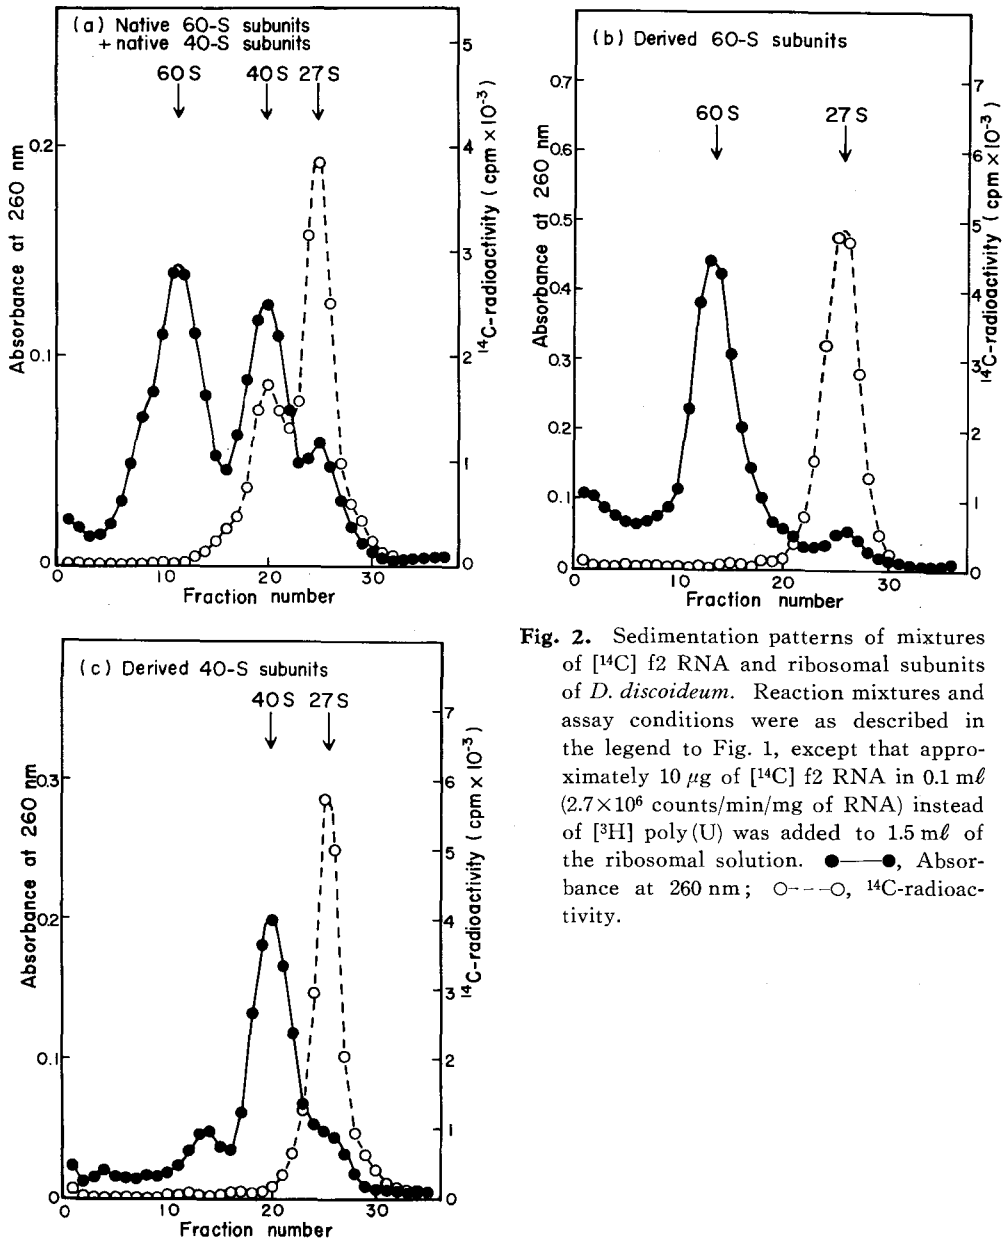 (a) Native 60-S subunits
+ native 40-S subunits
60S 40S 27S
Absorbance at 260 nm
0.2
0.1
0
5
4
3
2
1
0
¹⁴C-radioactivity (cpm × 10⁻³)
0 10 20 30
Fraction number
(b) Derived 60-S subunits
60S 27S
Absorbance at 260 nm
0.7
0.6
0.5
0.4
0.3
0.2
0.1
0
7
6
5
4
3
2
1
0
¹⁴C-radioactivity (cpm × 10⁻³)
0 10 20 30
Fraction number
(c) Derived 40-S subunits
40S 27S
Absorbance at 260 nm
0.3
0.2
0.1
0
7
6
5
4
3
2
1
0
¹⁴C-radioactivity (cpm × 10⁻³)
0 10 20 30
Fraction number
Fig. 2. Sedimentation patterns of mixtures
of [¹⁴C] f2 RNA and ribosomal subunits
of D. discoideum. Reaction mixtures and
assay conditions were as described in
the legend to Fig. 1, except that appro-
ximately 10 μg of [¹⁴C] f2 RNA in 0.1 mℓ
(2.7×10⁶ counts/min/mg of RNA) instead
of [³H] poly(U) was added to 1.5 mℓ of
the ribosomal solution. ●——●, Absor-
bance at 260 nm; ○---○, ¹⁴C-radioac-
tivity.